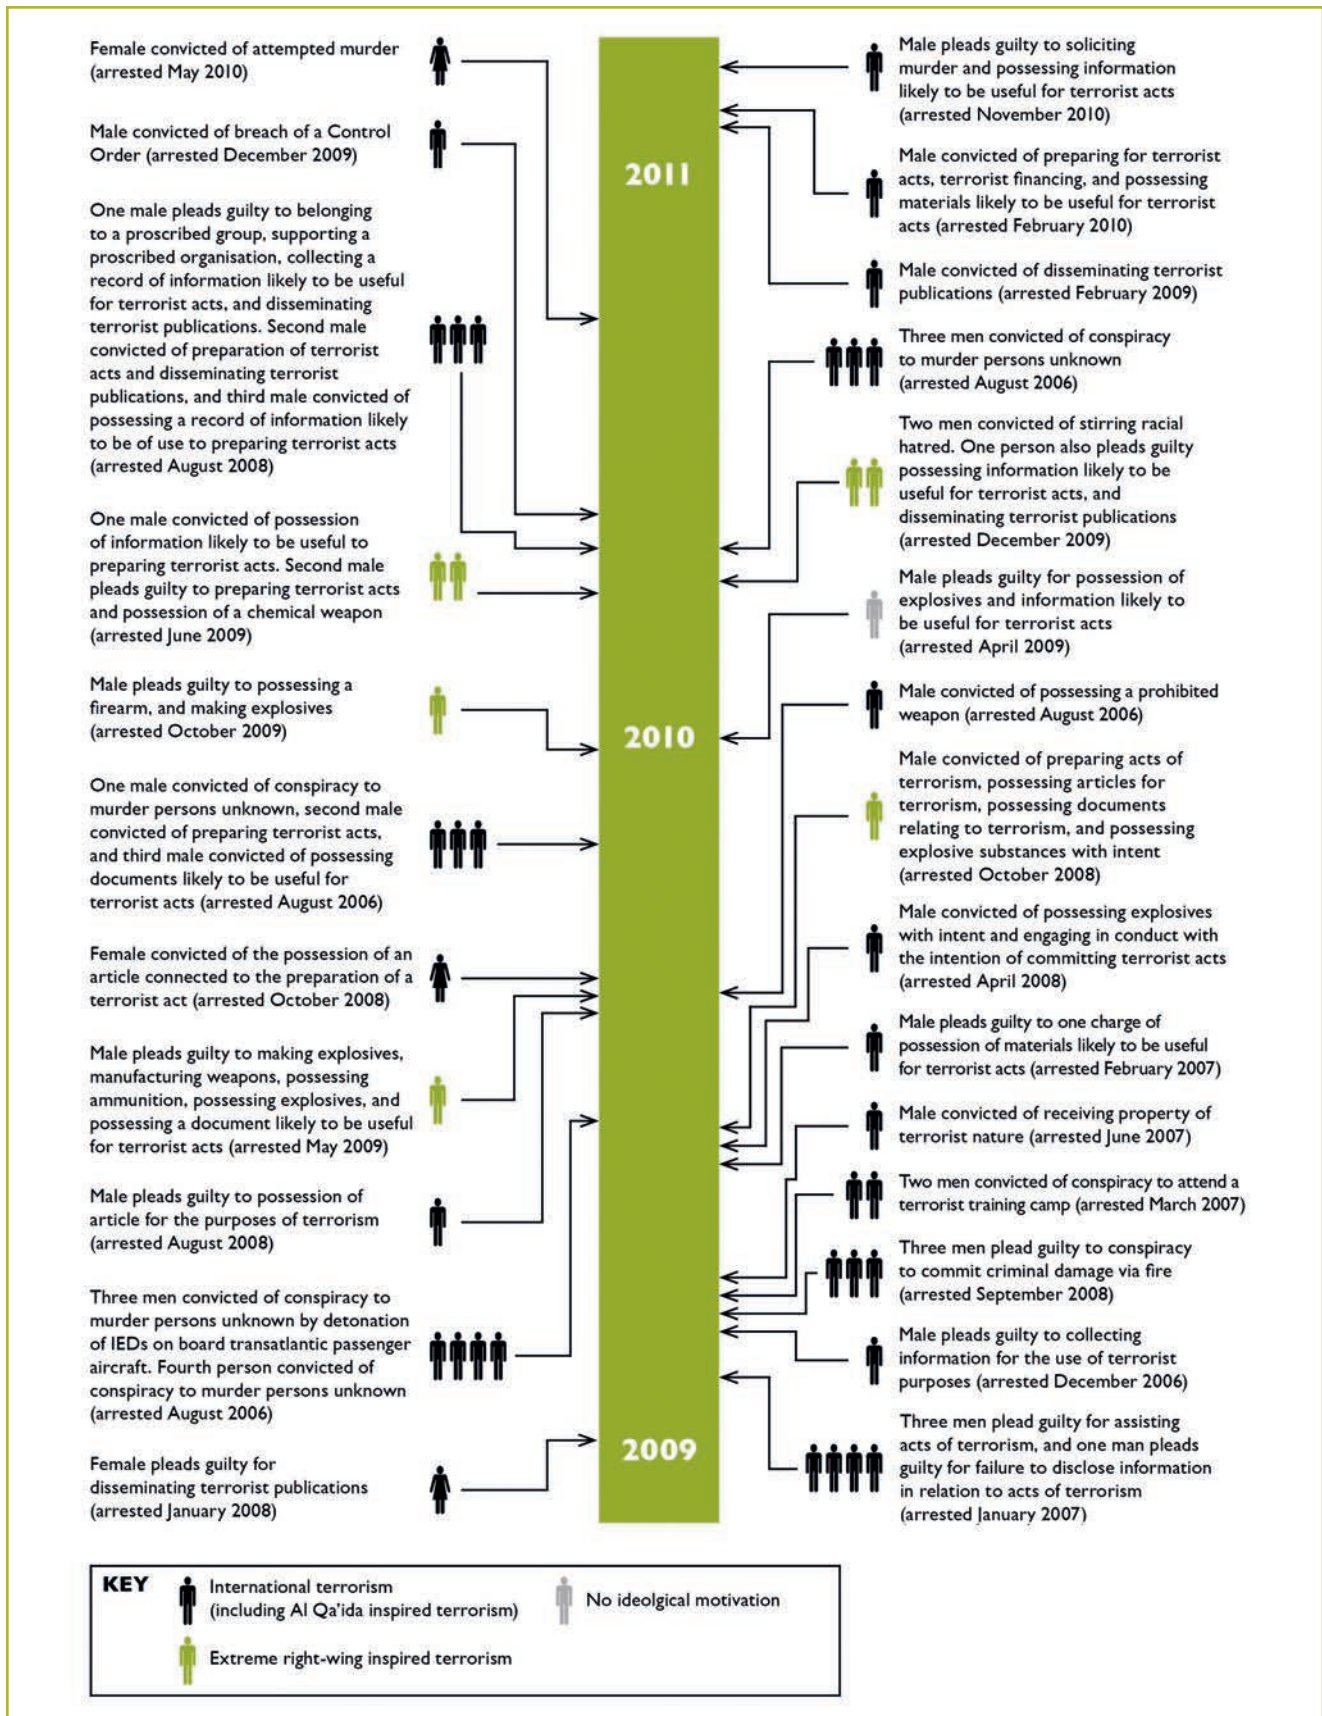 Female convicted of attempted murder
(arrested May 2010)
Male convicted of breach of a Control
Order (arrested December 2009)
One male pleads guilty to belonging
to a proscribed group, supporting a
proscribed organisation, collecting a
record of information likely to be useful
for terrorist acts, and disseminating
terrorist publications. Second male
convicted of preparation of terrorist
acts and disseminating terrorist
publications, and third male convicted of
possessing a record of information likely
to be of use to preparing terrorist acts
(arrested August 2008)
One male convicted of possession
of information likely to be useful to
preparing terrorist acts. Second male
pleads guilty to preparing terrorist acts
and possession of a chemical weapon
(arrested June 2009)
Male pleads guilty to possessing a
firearm, and making explosives
(arrested October 2009)
One male convicted of conspiracy to
murder persons unknown, second male
convicted of preparing terrorist acts,
and third male convicted of possessing
documents likely to be useful for
terrorist acts (arrested August 2006)
Female convicted of the possession of an
article connected to the preparation of a
terrorist act (arrested October 2008)
Male pleads guilty to making explosives,
manufacturing weapons, possessing
ammunition, possessing explosives, and
possessing a document likely to be useful
for terrorist acts (arrested May 2009)
Male pleads guilty to possession of
article for the purposes of terrorism
(arrested August 2008)
Three men convicted of conspiracy to
murder persons unknown by detonation
of IEDs on board transatlantic passenger
aircraft. Fourth person convicted of
conspiracy to murder persons unknown
(arrested August 2006)
Female pleads guilty for
disseminating terrorist publications
(arrested January 2008)
2011
2010
2009
Male pleads guilty to soliciting
murder and possessing information
likely to be useful for terrorist acts
(arrested November 2010)
Male convicted of preparing for terrorist
acts, terrorist financing, and possessing
materials likely to be useful for terrorist
acts (arrested February 2010)
Male convicted of disseminating terrorist
publications (arrested February 2009)
Three men convicted of conspiracy
to murder persons unknown
(arrested August 2006)
Two men convicted of stirring racial
hatred. One person also pleads guilty
possessing information likely to be
useful for terrorist acts, and
disseminating terrorist publications
(arrested December 2009)
Male pleads guilty for possession of
explosives and information likely to
be useful for terrorist acts
(arrested April 2009)
Male convicted of possessing a prohibited
weapon (arrested August 2006)
Male convicted of preparing acts of
terrorism, possessing articles for
terrorism, possessing documents
relating to terrorism, and possessing
explosive substances with intent
(arrested October 2008)
Male convicted of possessing explosives
with intent and engaging in conduct with
the intention of committing terrorist acts
(arrested April 2008)
Male pleads guilty to one charge of
possession of materials likely to be useful
for terrorist acts (arrested February 2007)
Male convicted of receiving property of
terrorist nature (arrested June 2007)
Two men convicted of conspiracy to attend a
terrorist training camp (arrested March 2007)
Three men plead guilty to conspiracy
to commit criminal damage via fire
(arrested September 2008)
Male pleads guilty to collecting
information for the use of terrorist
purposes (arrested December 2006)
Three men plead guilty for assisting
acts of terrorism, and one man pleads
guilty for failure to disclose information
in relation to acts of terrorism
(arrested January 2007)
KEY
International terrorism
(including Al Qa'ida inspired terrorism)
No ideolgical motivation
Extreme right-wing inspired terrorism